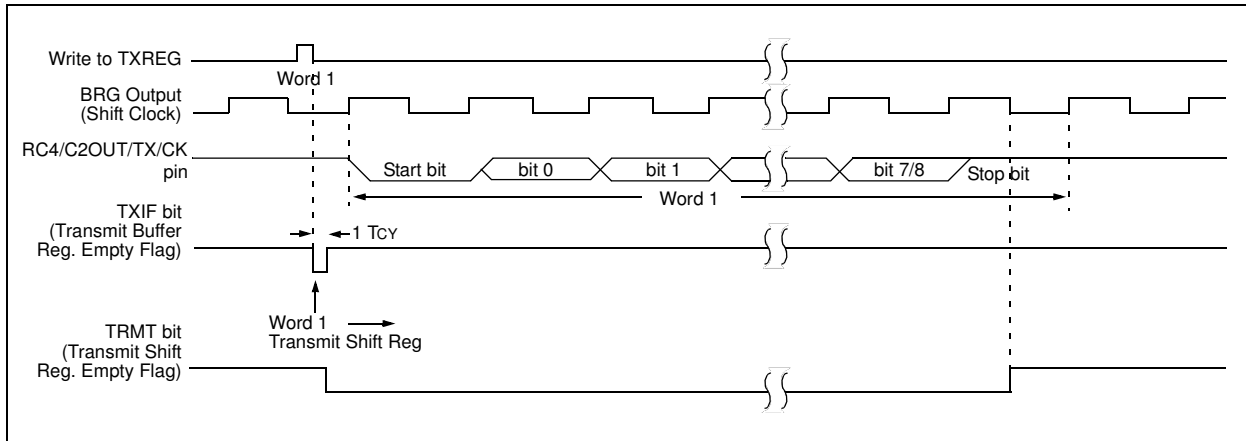 Write to TXREG
Word 1
BRG Output
(Shift Clock)
RC4/C2OUT/TX/CK
pin
Start bit
bit 0
bit 1
bit 7/8
Stop bit
Word 1
TXIF bit
(Transmit Buffer
Reg. Empty Flag)
1 TCY
Word 1
Transmit Shift Reg
TRMT bit
(Transmit Shift
Reg. Empty Flag)